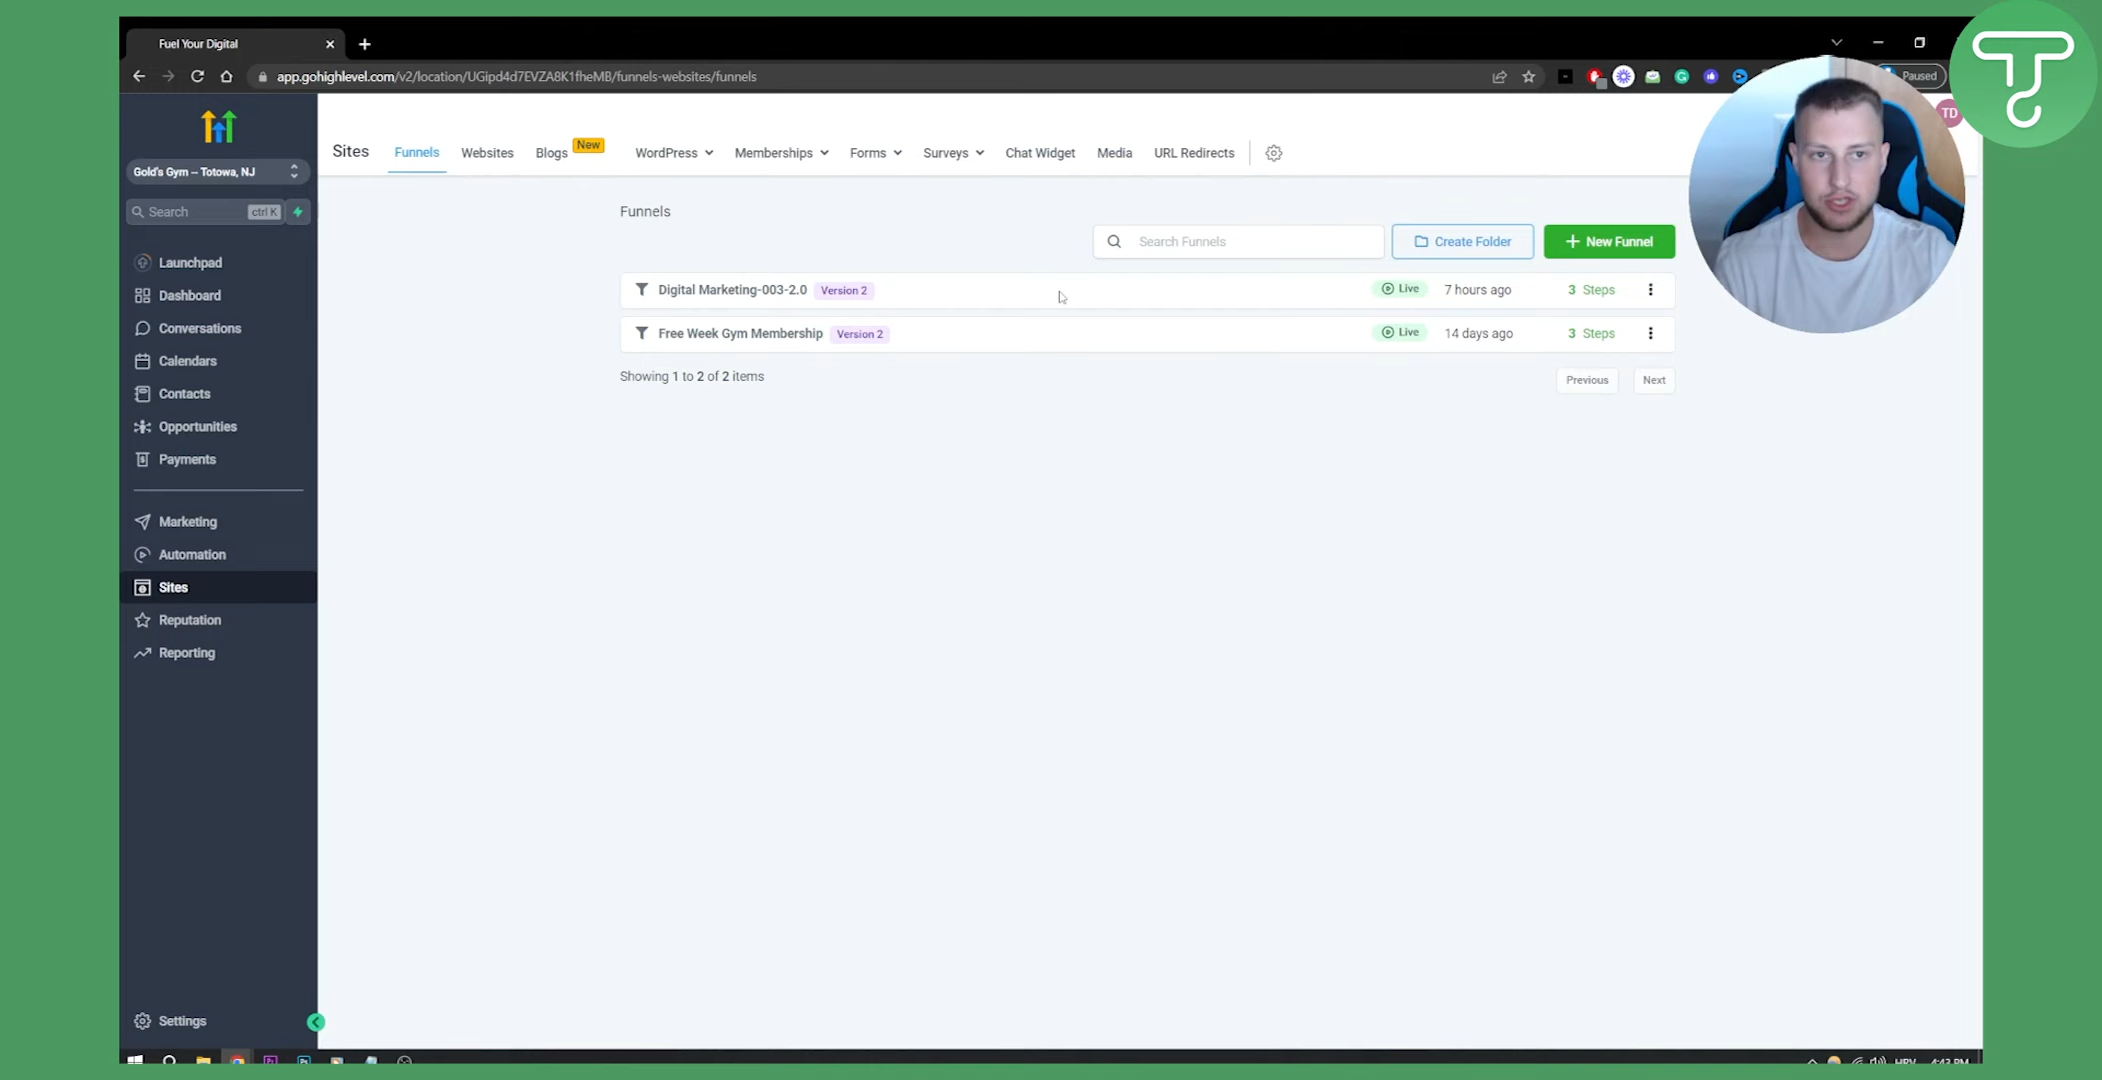 Fuel Your Digital
app.gohighlevel.com/v2/location/UGipd4d7EVZA8K1fheMB/funnels-websites/funnels
Paused
TD
Gold's Gym – Totowa, NJ
Search ctrl K
Launchpad
Dashboard
Conversations
Calendars
Contacts
Opportunities
Payments
Marketing
Automation
Sites
Reputation
Reporting
Settings
Sites Funnels Websites Blogs New WordPress Memberships Forms Surveys Chat Widget Media URL Redirects
Funnels
Search Funnels Create Folder + New Funnel
Digital Marketing-003-2.0 Version 2 Live 7 hours ago 3 Steps
Free Week Gym Membership Version 2 Live 14 days ago 3 Steps
Showing 1 to 2 of 2 items Previous Next
HRV 4:43 PM